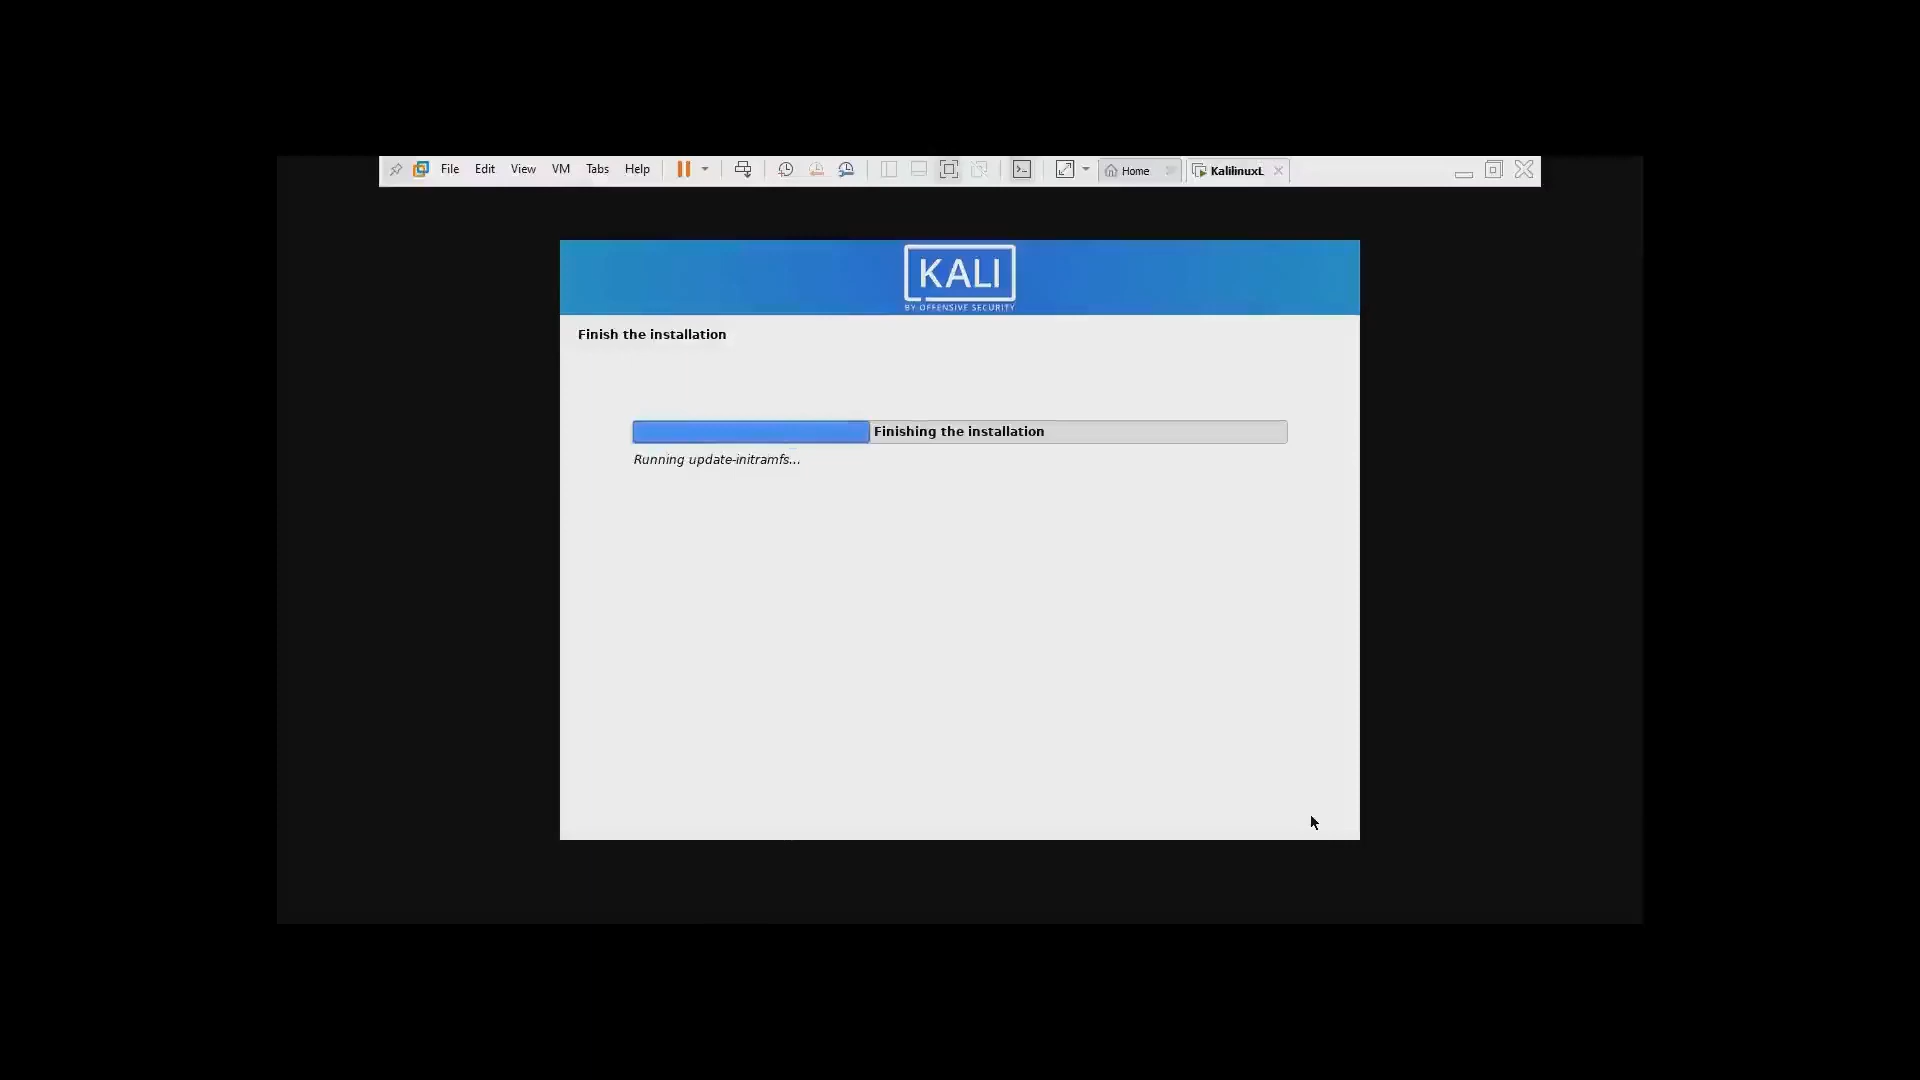 File Edit View VM Tabs Help Home KalilinuxL
KALI
BY OFFENSIVE SECURITY
Finish the installation
Finishing the installation
Running update-initramfs...